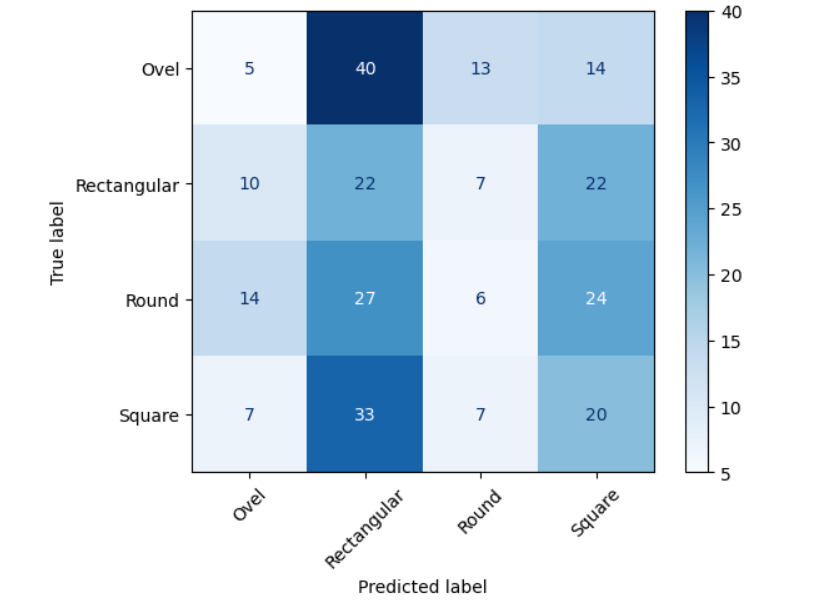 Ovel 5 40 13 14
Rectangular 10 22 7 22
Round 14 27 6 24
Square 7 33 7 20
Ovel Rectangular Round Square
Predicted label
True label
40
35
30
25
20
15
10
5